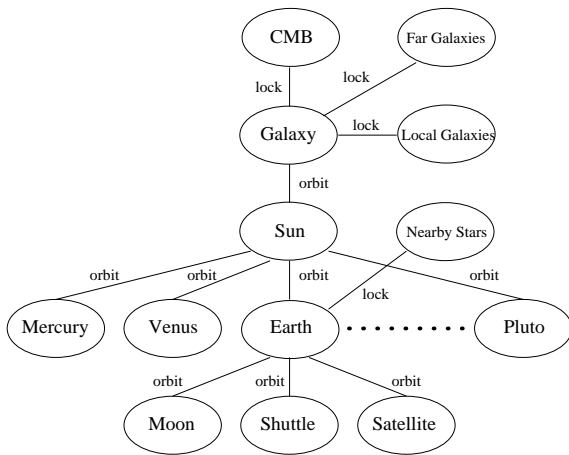 CMB
Far Galaxies
lock
lock
Galaxy
lock
Local Galaxies
orbit
Sun
Nearby Stars
orbit
orbit
orbit
orbit
lock
Mercury
Venus
Earth
Pluto
orbit
orbit
orbit
Moon
Shuttle
Satellite